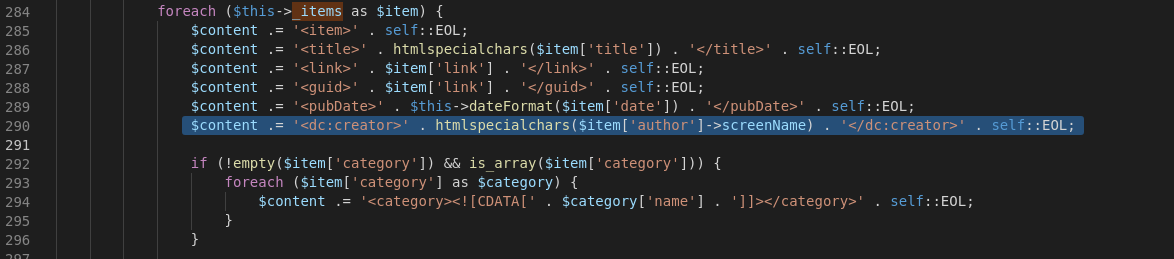 284 foreach ($this->_items as $item) {
285 $content .= '<item>' . self::EOL;
286 $content .= '<title>' . htmlspecialchars($item['title']) . '</title>' . self::EOL;
287 $content .= '<link>' . $item['link'] . '</link>' . self::EOL;
288 $content .= '<guid>' . $item['link'] . '</guid>' . self::EOL;
289 $content .= '<pubDate>' . $this->dateFormat($item['date']) . '</pubDate>' . self::EOL;
290 $content .= '<dc:creator>' . htmlspecialchars($item['author']->screenName) . '</dc:creator>' . self::EOL;
291
292 if (!empty($item['category']) && is_array($item['category'])) {
293 foreach ($item['category'] as $category) {
294 $content .= '<category><![CDATA[' . $category['name'] . ']]></category>' . self::EOL;
295 }
296 }
297